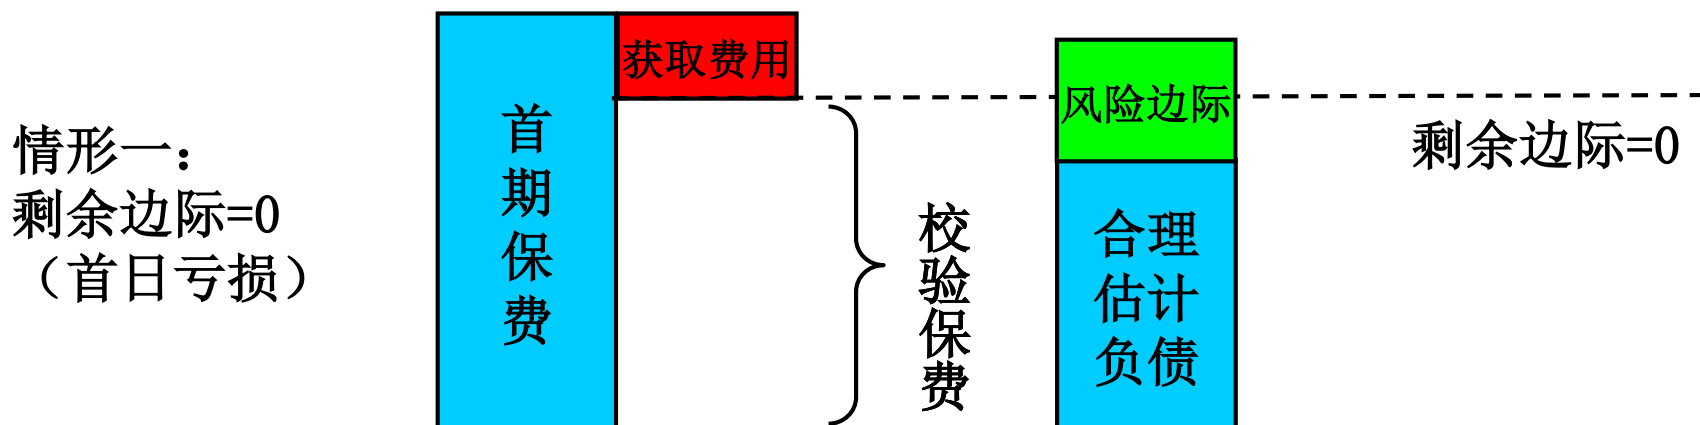 情形一：
剩余边际=0
（首日亏损）
首
期
保
费
获取费用
校
验
保
费
风险边际
合理
估计
负债
剩余边际=0